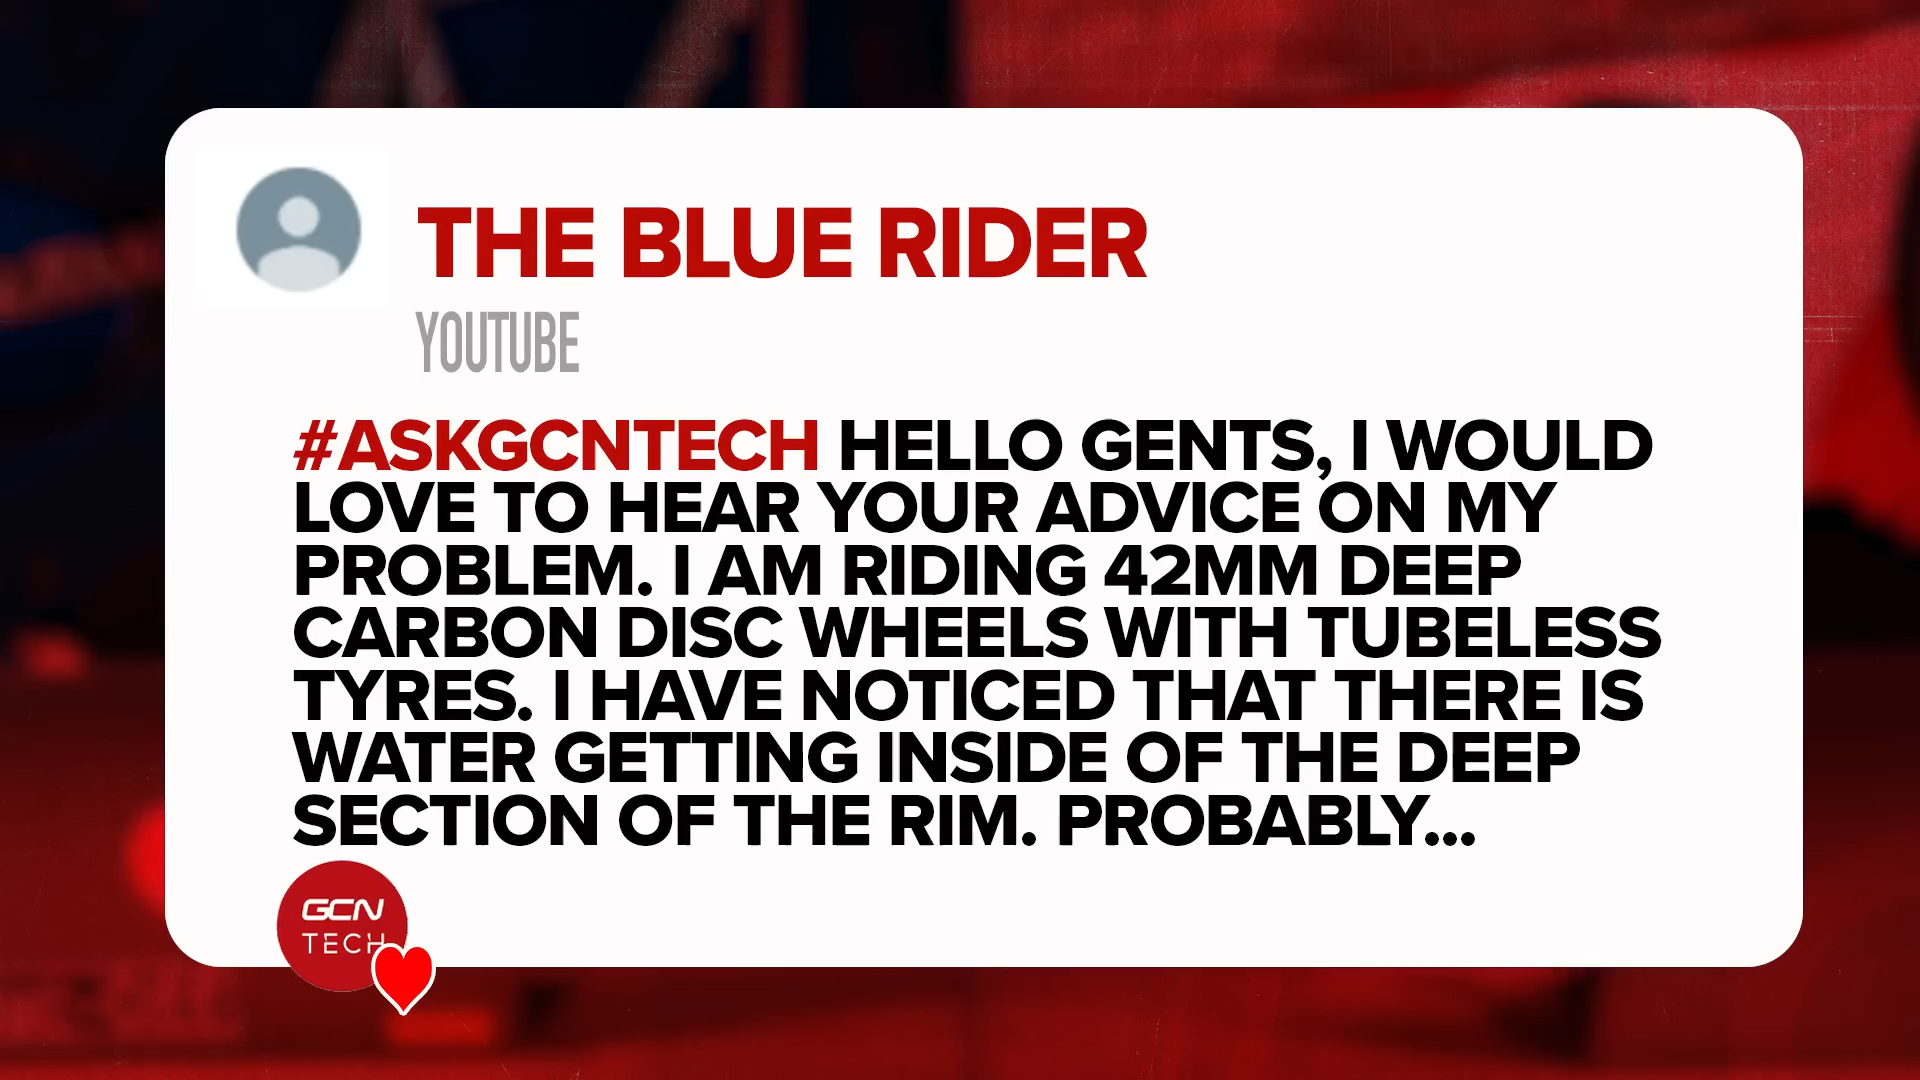 THE BLUE RIDER
YOUTUBE
#ASKGCNTECH HELLO GENTS, I WOULD
LOVE TO HEAR YOUR ADVICE ON MY
PROBLEM. I AM RIDING 42MM DEEP
CARBON DISC WHEELS WITH TUBELESS
TYRES. I HAVE NOTICED THAT THERE IS
WATER GETTING INSIDE OF THE DEEP
SECTION OF THE RIM. PROBABLY...
GCN
TECH